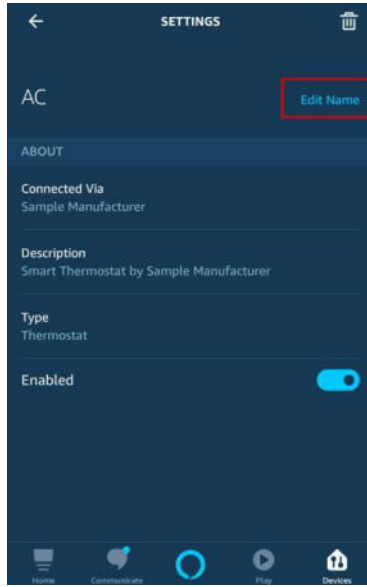 SETTINGS
AC
Edit Name
ABOUT
Connected Via
Sample Manufacturer
Description
Smart Thermostat by Sample Manufacturer
Type
Thermostat
Enabled
Home
Communicate
Play
Devices